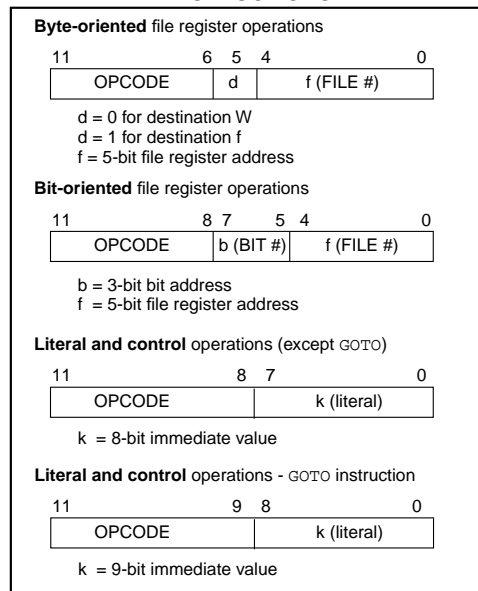 Byte-oriented file register operations
11 6 5 4 0
OPCODE d f (FILE #)
d = 0 for destination W
d = 1 for destination f
f = 5-bit file register address
Bit-oriented file register operations
11 8 7 5 4 0
OPCODE b (BIT #) f (FILE #)
b = 3-bit bit address
f = 5-bit file register address
Literal and control operations (except GOTO)
11 8 7 0
OPCODE k (literal)
k = 8-bit immediate value
Literal and control operations - GOTO instruction
11 9 8 0
OPCODE k (literal)
k = 9-bit immediate value